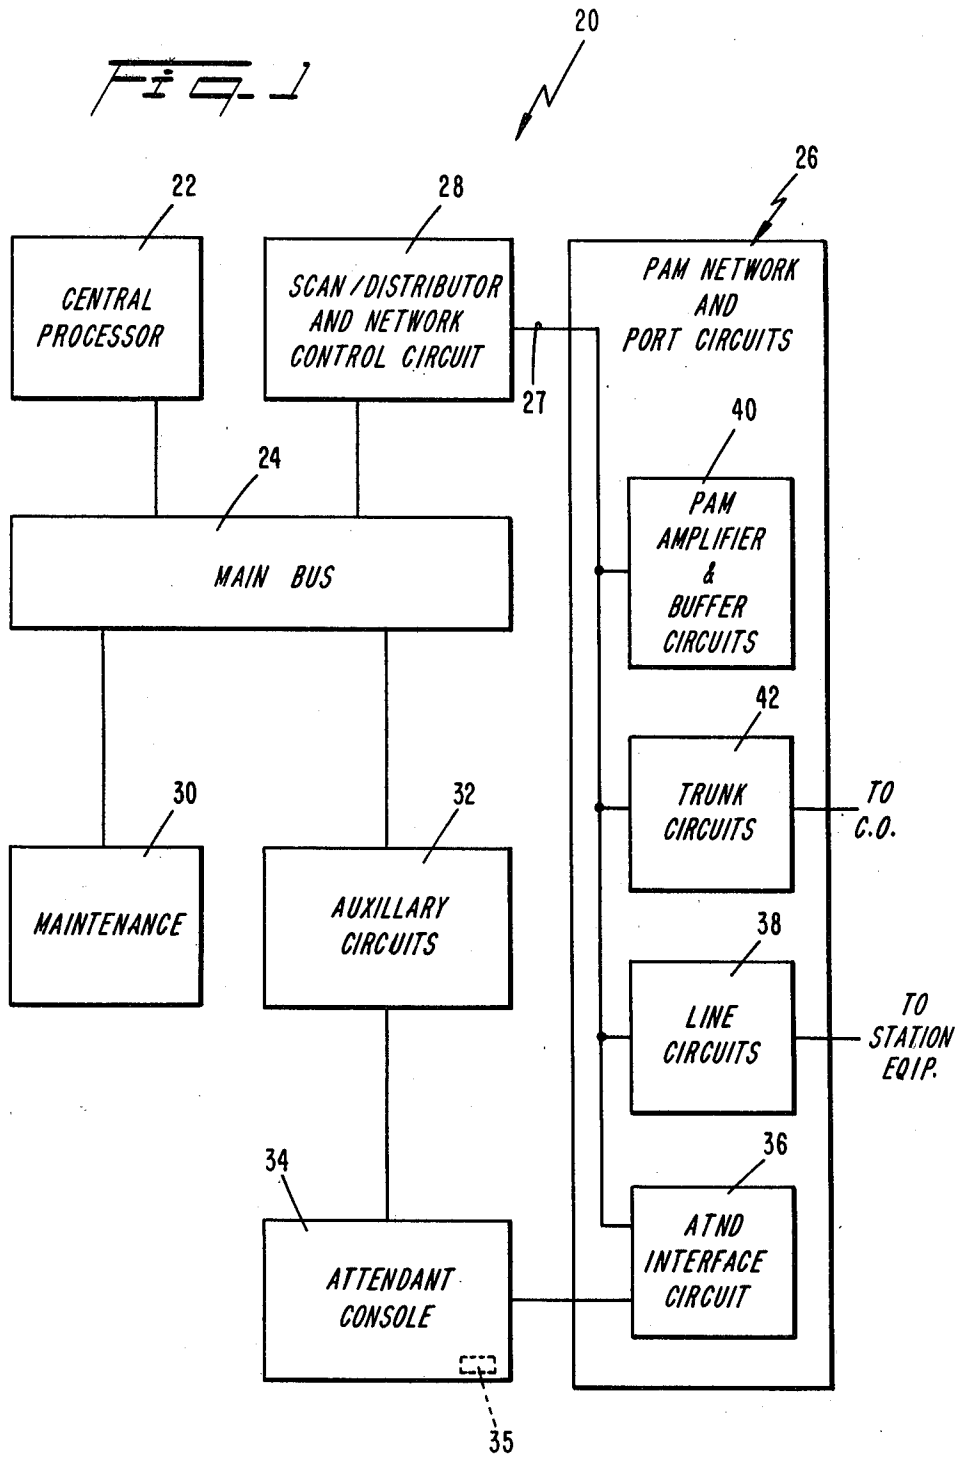 Fig. 1
20
22
CENTRAL
PROCESSOR
28
SCAN/DISTRIBUTOR
AND NETWORK
CONTROL CIRCUIT
27
26
PAM NETWORK
AND
PORT CIRCUITS
24
MAIN BUS
40
PAM
AMPLIFIER
&
BUFFER
CIRCUITS
42
TRUNK
CIRCUITS
TO
C.O.
30
MAINTENANCE
32
AUXILLARY
CIRCUITS
38
LINE
CIRCUITS
TO
STATION
EQIP.
34
ATTENDANT
CONSOLE
35
36
ATND
INTERFACE
CIRCUIT